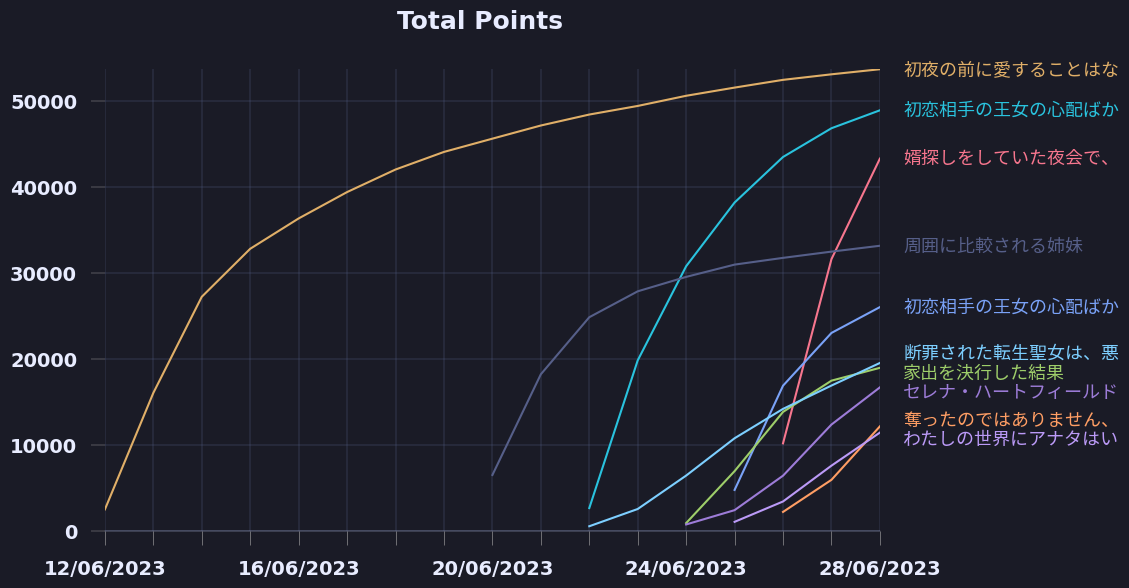 Total Points
50000
40000
30000
20000
10000
0
12/06/2023
16/06/2023
20/06/2023
24/06/2023
28/06/2023
初夜の前に愛することはな
初恋相手の王女の心配ばか
婿探しをしていた夜会で、
周囲に比較される姉妹
初恋相手の王女の心配ばか
断罪された転生聖女は、悪
家出を決行した結果
セレナ・ハートフィールド
奪ったのではありません、
わたしの世界にアナタはい